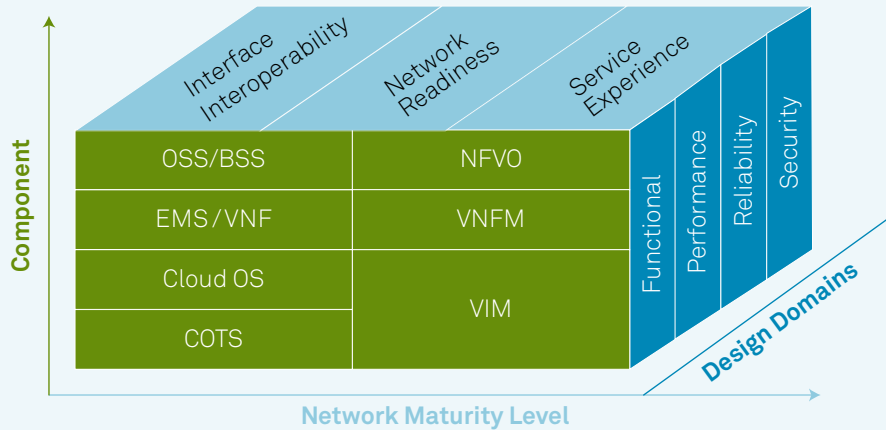 Interface
Interoperability
Network
Readiness
Service
Experience
Component
OSS/BSS
NFVO
EMS/VNF
VNFM
Cloud OS
VIM
COTS
Functional
Performance
Reliability
Security
Design Domains
Network Maturity Level